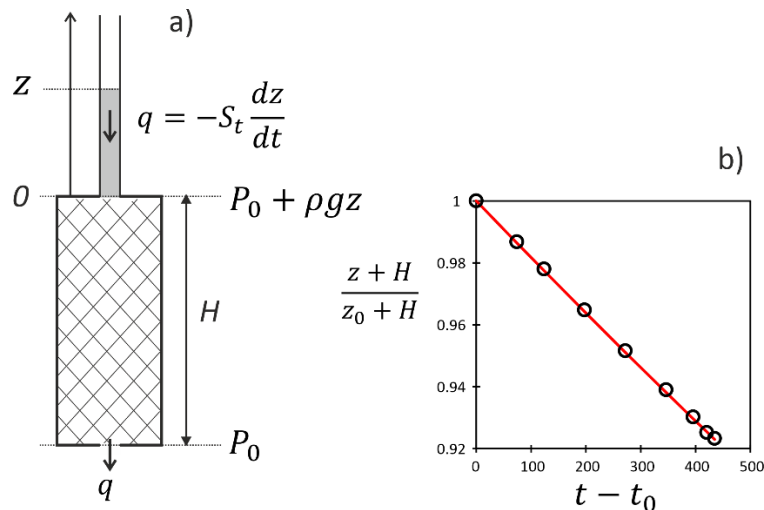 a)
z
q = −S_t dz/dt
0
P_0 + ρgz
H
P_0
q
b)
(z + H)/(z_0 + H)
1
0.98
0.96
0.94
0.92
0 100 200 300 400 500
t − t_0